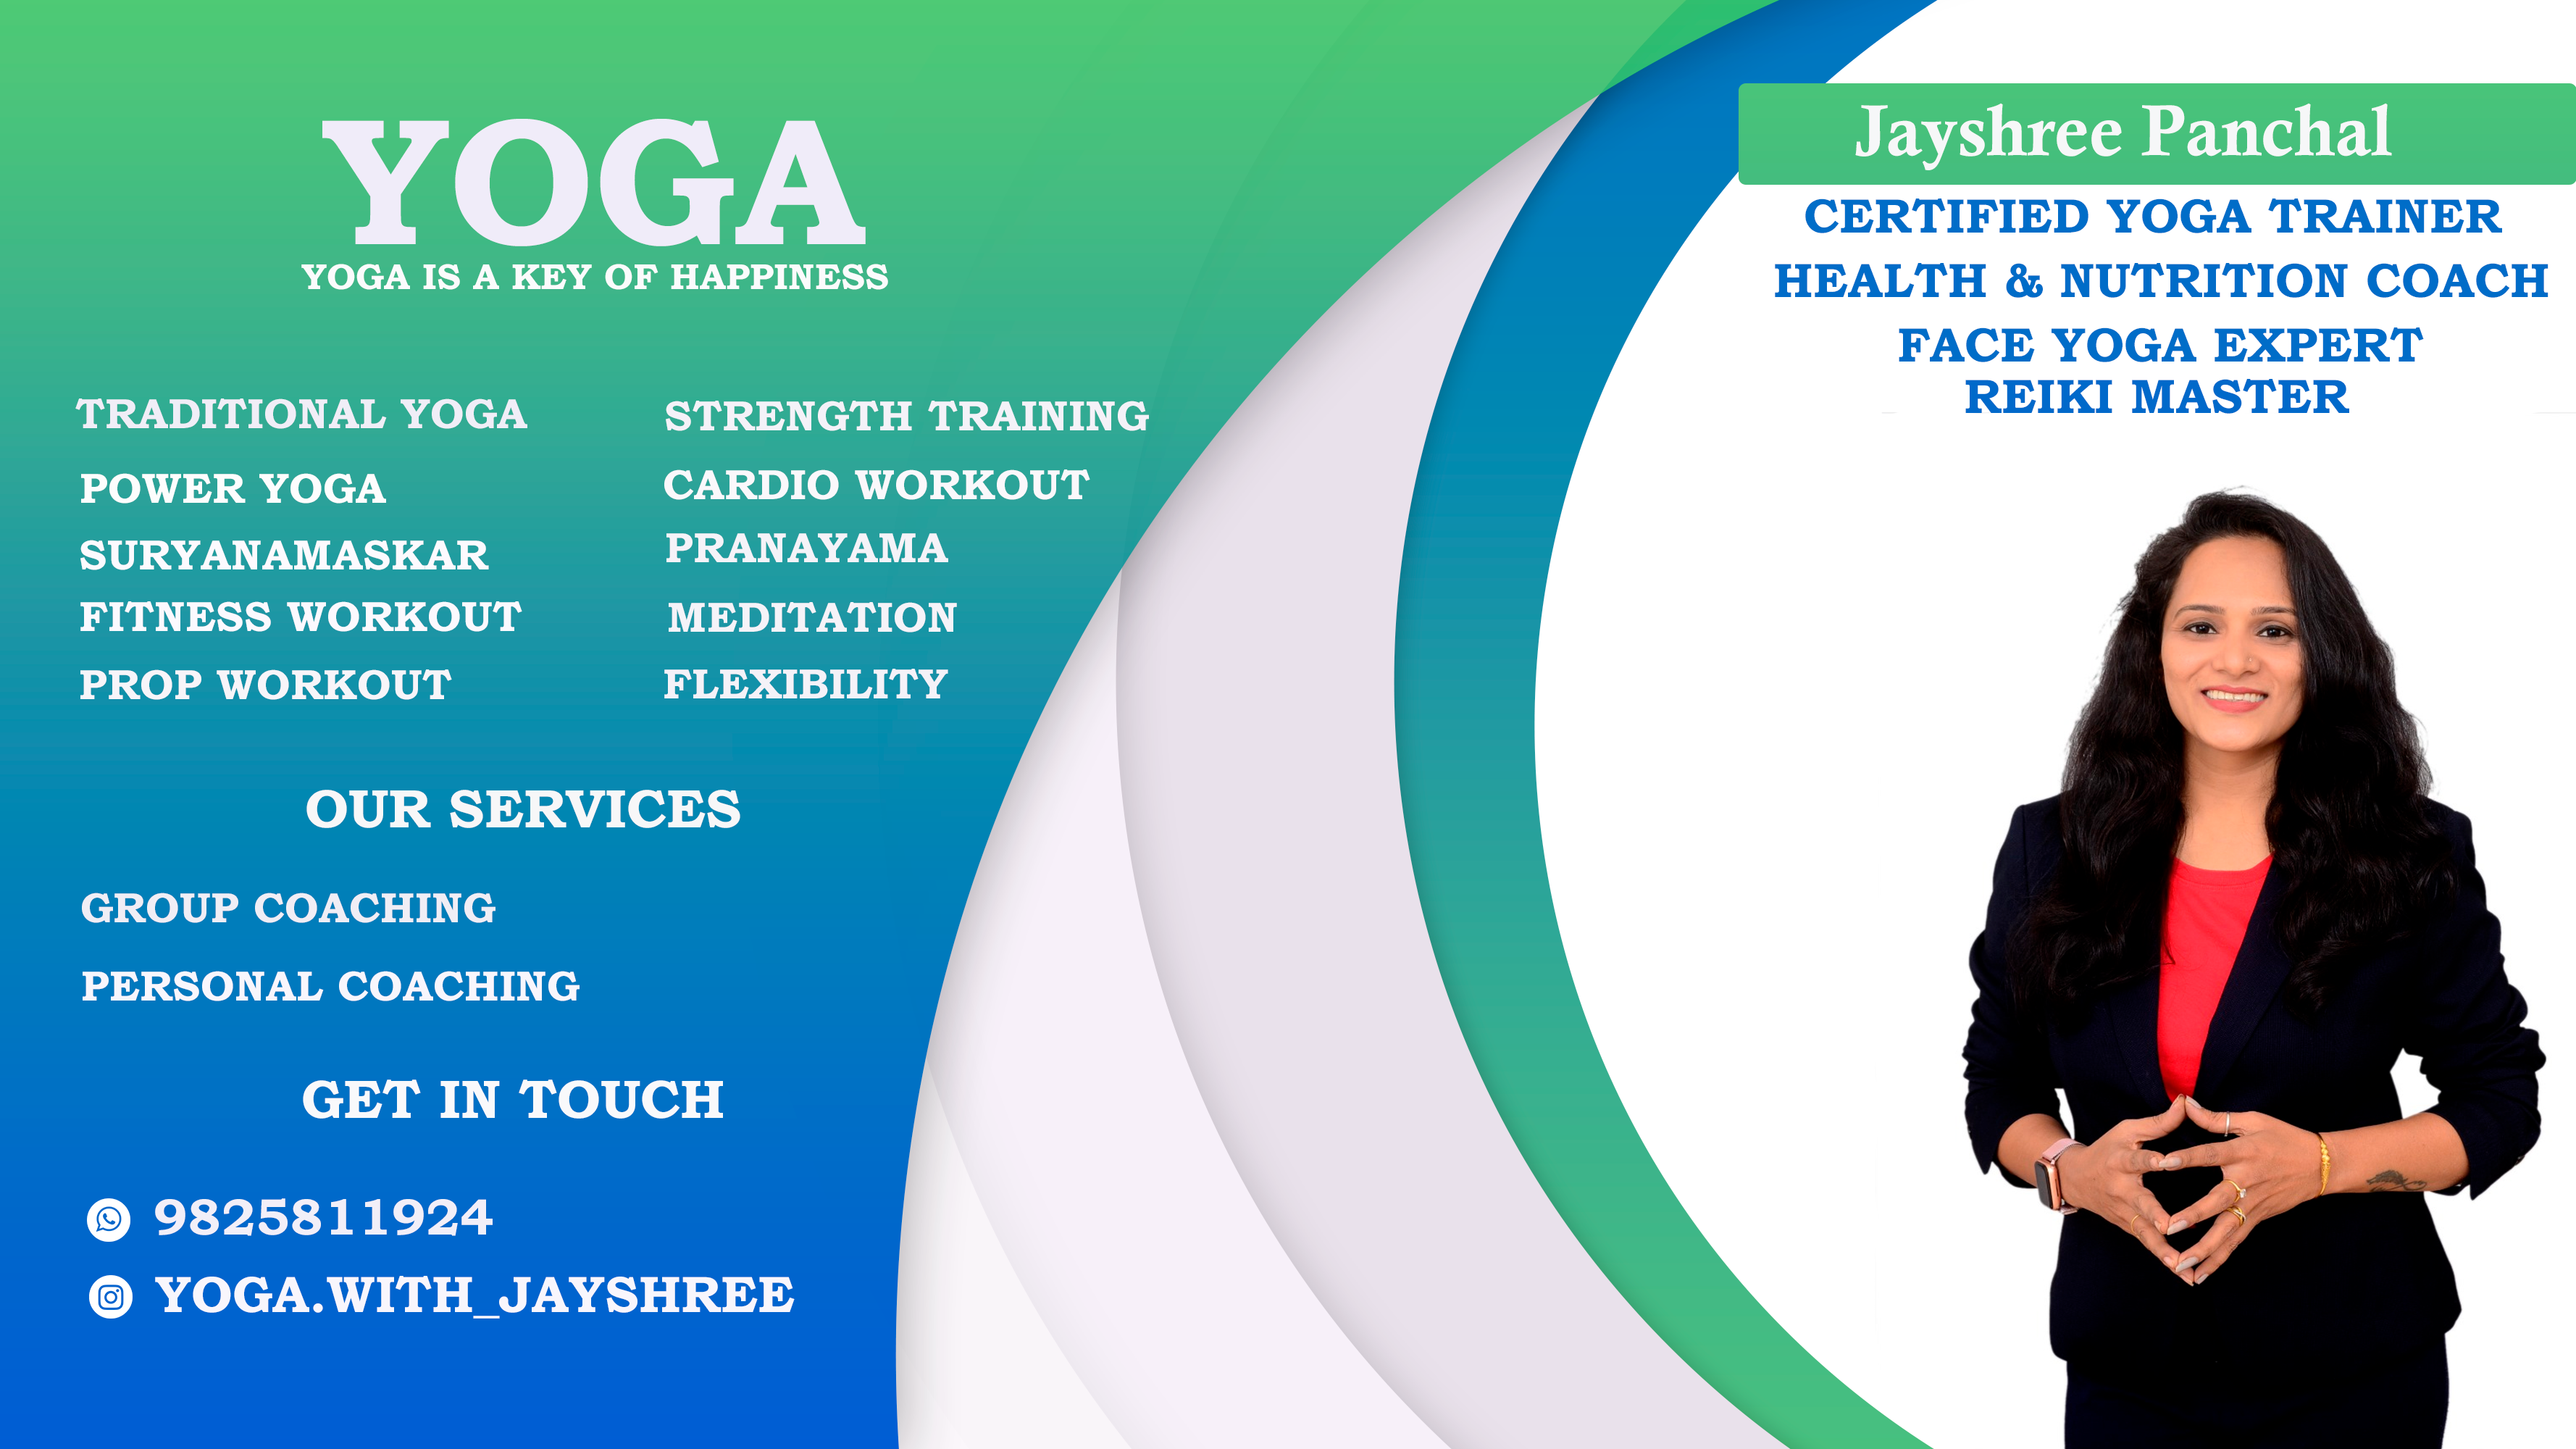 YOGA
YOGA IS A KEY OF HAPPINESS
TRADITIONAL YOGA
POWER YOGA
SURYANAMASKAR
FITNESS WORKOUT
PROP WORKOUT
STRENGTH TRAINING
CARDIO WORKOUT
PRANAYAMA
MEDITATION
FLEXIBILITY
OUR SERVICES
GROUP COACHING
PERSONAL COACHING
GET IN TOUCH
9825811924
YOGA.WITH_JAYSHREE
Jayshree Panchal
CERTIFIED YOGA TRAINER
HEALTH & NUTRITION COACH
FACE YOGA EXPERT
REIKI MASTER